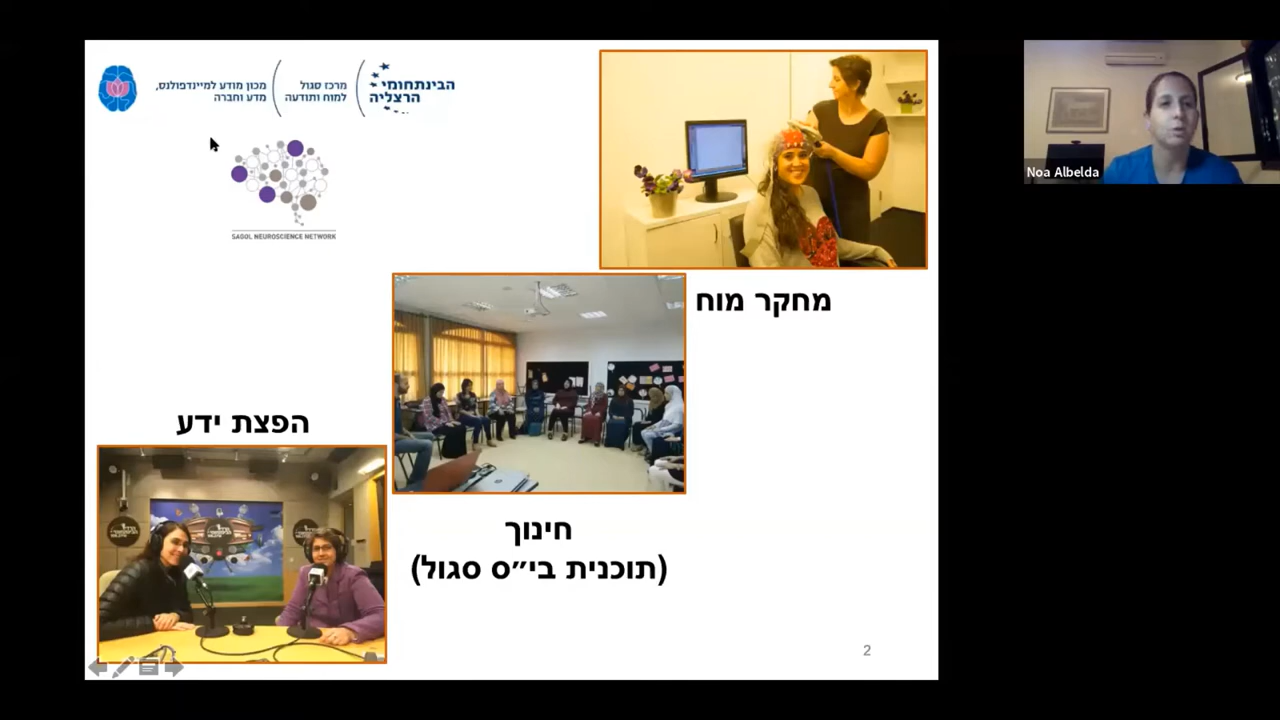 הבינתחומי
הרצליה
מרכז סגול
למוח ותודעה
מכון מודע למיינדפולנס,
מדע וחברה
SAGOL NEUROSCIENCE NETWORK
Noa Albelda
מחקר מוח
הפצת ידע
חינוך
(תוכנית בי״ס סגול)
2